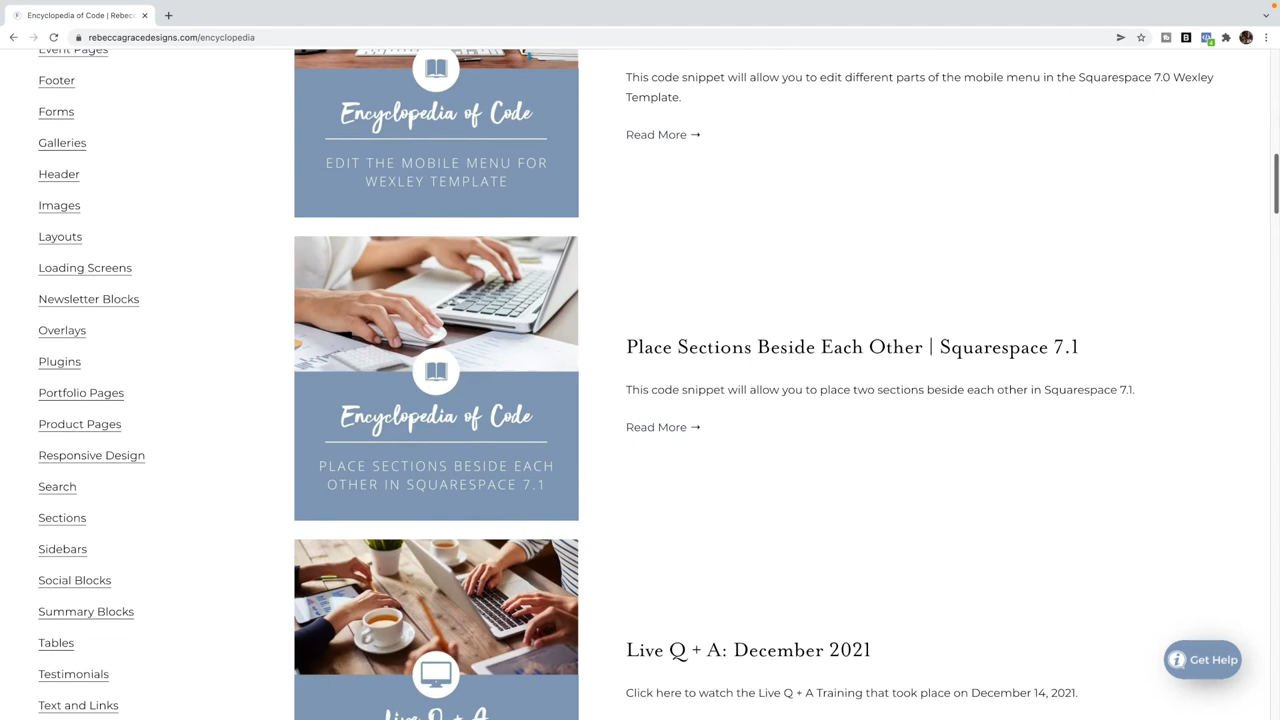 Encyclopedia of Code | Rebecc
rebeccagracedesigns.com/encyclopedia
Event Pages
Footer
Forms
Galleries
Header
Images
Layouts
Loading Screens
Newsletter Blocks
Overlays
Plugins
Portfolio Pages
Product Pages
Responsive Design
Search
Sections
Sidebars
Social Blocks
Summary Blocks
Tables
Testimonials
Text and Links
Encyclopedia of Code
EDIT THE MOBILE MENU FOR
WEXLEY TEMPLATE
This code snippet will allow you to edit different parts of the mobile menu in the Squarespace 7.0 Wexley
Template.
Read More →
Encyclopedia of Code
PLACE SECTIONS BESIDE EACH
OTHER IN SQUARESPACE 7.1
Place Sections Beside Each Other | Squarespace 7.1
This code snippet will allow you to place two sections beside each other in Squarespace 7.1.
Read More →
Live Q + A
Live Q + A: December 2021
Click here to watch the Live Q + A Training that took place on December 14, 2021.
Get Help